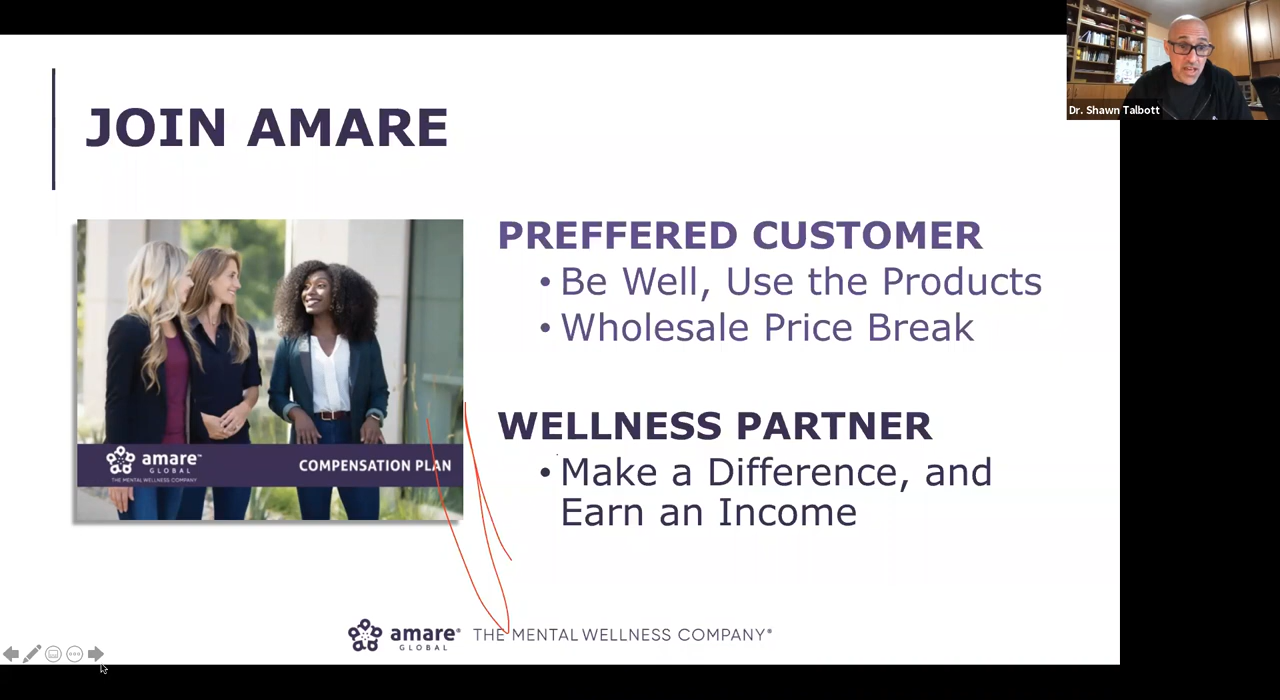 Dr. Shawn Talbott
JOIN AMARE
PREFFERED CUSTOMER
• Be Well, Use the Products
• Wholesale Price Break
WELLNESS PARTNER
• Make a Difference, and
Earn an Income
amare™
GLOBAL
THE MENTAL WELLNESS COMPANY
COMPENSATION PLAN
amare®
GLOBAL
THE MENTAL WELLNESS COMPANY®